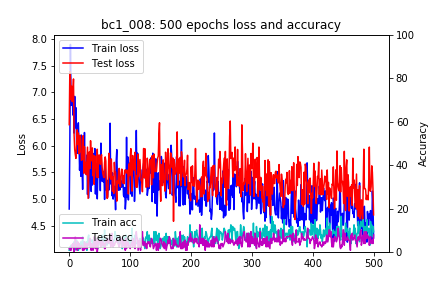 bc1_008: 500 epochs loss and accuracy
8.0
7.5
7.0
6.5
6.0
5.5
5.0
4.5
Loss
Train loss
Test loss
Train acc
Test acc
100
80
60
40
20
0
Accuracy
0 100 200 300 400 500